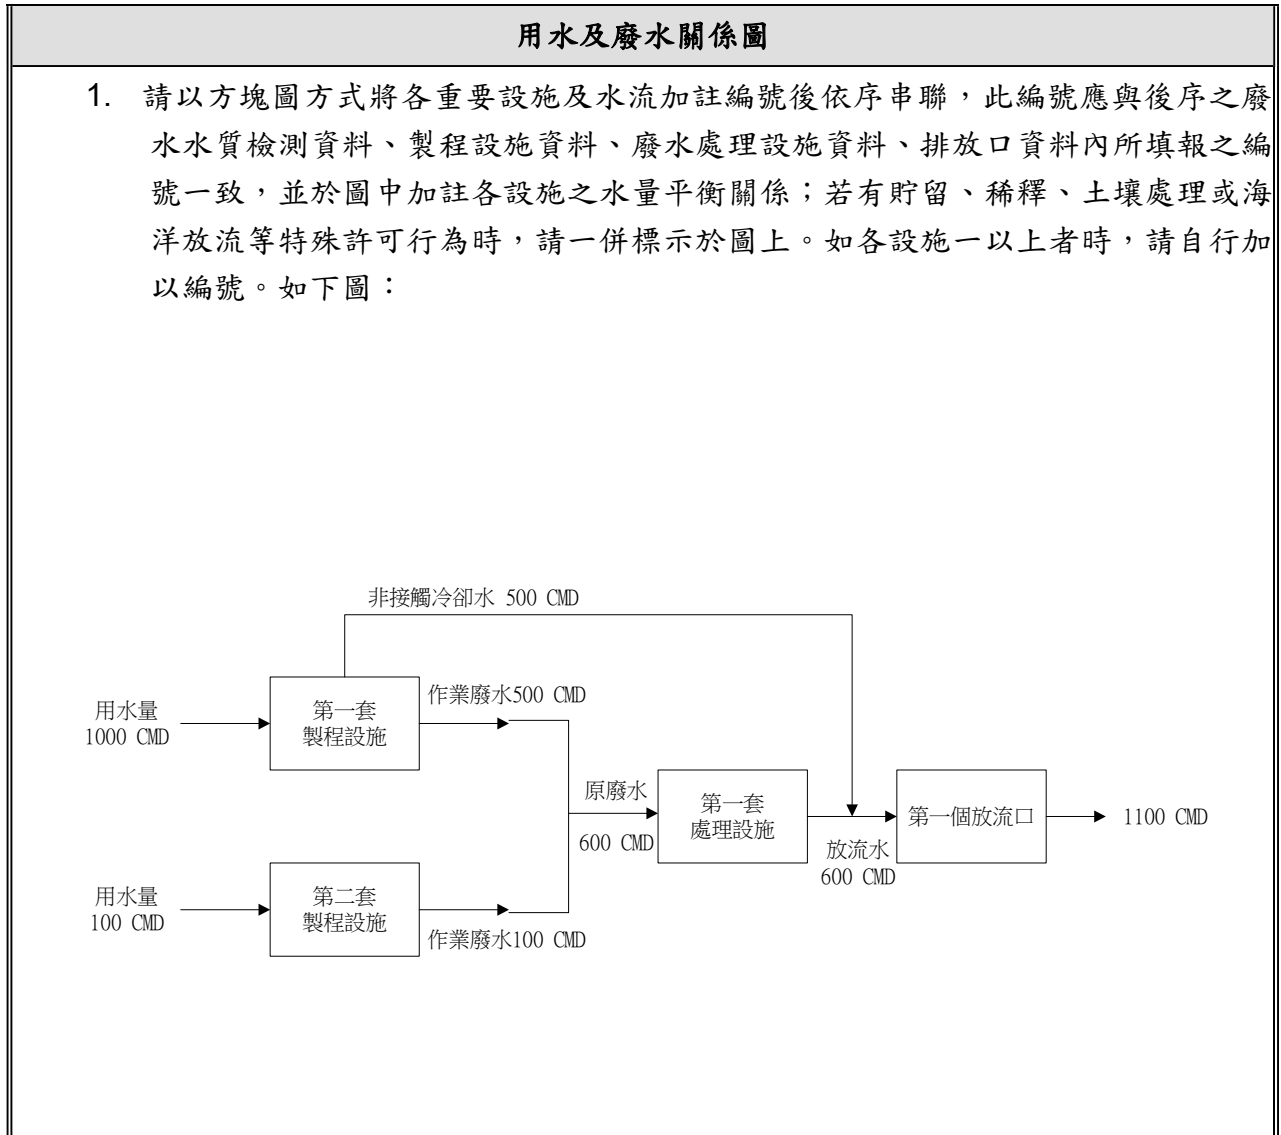 用水及廢水關係圖
1. 請以方塊圖方式將各重要設施及水流加註編號後依序串聯，此編號應與後序之廢
水水質檢測資料、製程設施資料、廢水處理設施資料、排放口資料內所填報之編
號一致，並於圖中加註各設施之水量平衡關係；若有貯留、稀釋、土壤處理或海
洋放流等特殊許可行為時，請一併標示於圖上。如各設施一以上者時，請自行加
以編號。如下圖：
非接觸冷卻水 500 CMD
用水量
1000 CMD
第一套
製程設施
作業廢水500 CMD
原廢水
600 CMD
第一套
處理設施
放流水
600 CMD
第一個放流口
1100 CMD
用水量
100 CMD
第二套
製程設施
作業廢水100 CMD